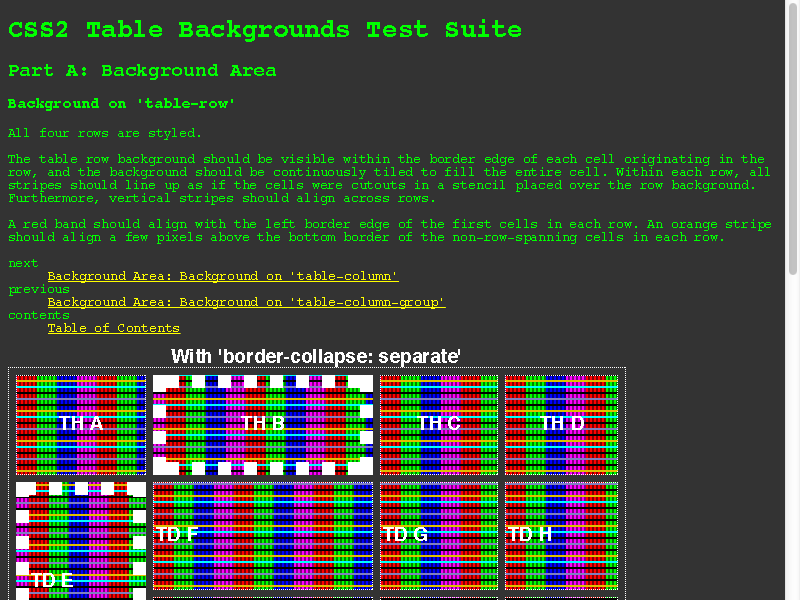 CSS2 Table Backgrounds Test Suite
Part A: Background Area
Background on 'table-row'
All four rows are styled.
The table row background should be visible within the border edge of each cell originating in the
row, and the background should be continuously tiled to fill the entire cell. Within each row, all
stripes should line up as if the cells were cutouts in a stencil placed over the row background.
Furthermore, vertical stripes should align across rows.
A red band should align with the left border edge of the first cells in each row. An orange stripe
should align a few pixels above the bottom border of the non-row-spanning cells in each row.
next
Background Area: Background on 'table-column'
previous
Background Area: Background on 'table-column-group'
contents
Table of Contents
With 'border-collapse: separate'
TH A TH B TH C TH D
TD F TD G TD H
TD E